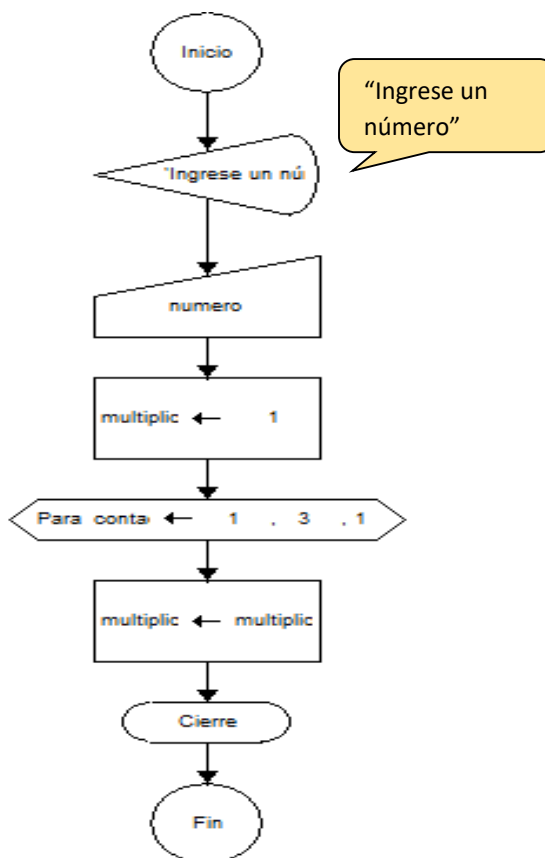 Inicio
“Ingrese un
número”
'Ingrese un nú
numero
multiplic ← 1
Para conta ← 1 , 3 , 1
multiplic ← multiplic
Cierre
Fin